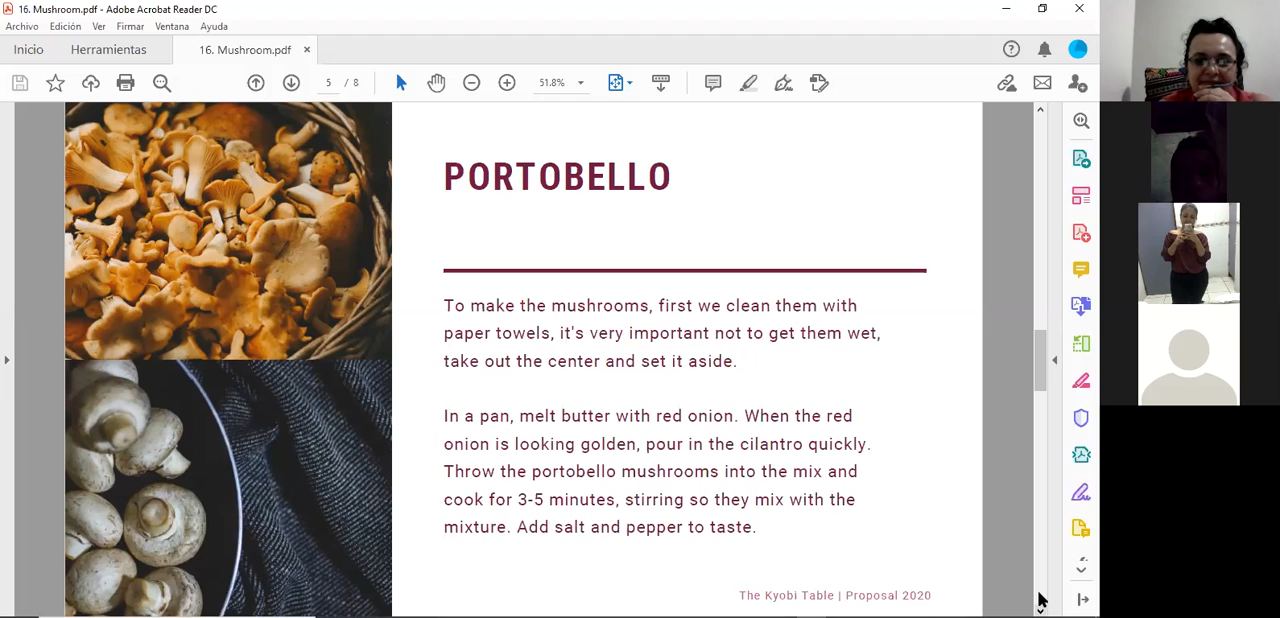 16. Mushroom.pdf - Adobe Acrobat Reader DC
Archivo Edición Ver Firmar Ventana Ayuda
Inicio Herramientas 16. Mushroom.pdf ×
5 / 8 51.8%
PORTOBELLO
To make the mushrooms, first we clean them with
paper towels, it's very important not to get them wet,
take out the center and set it aside.
In a pan, melt butter with red onion. When the red
onion is looking golden, pour in the cilantro quickly.
Throw the portobello mushrooms into the mix and
cook for 3-5 minutes, stirring so they mix with the
mixture. Add salt and pepper to taste.
The Kyobi Table | Proposal 2020